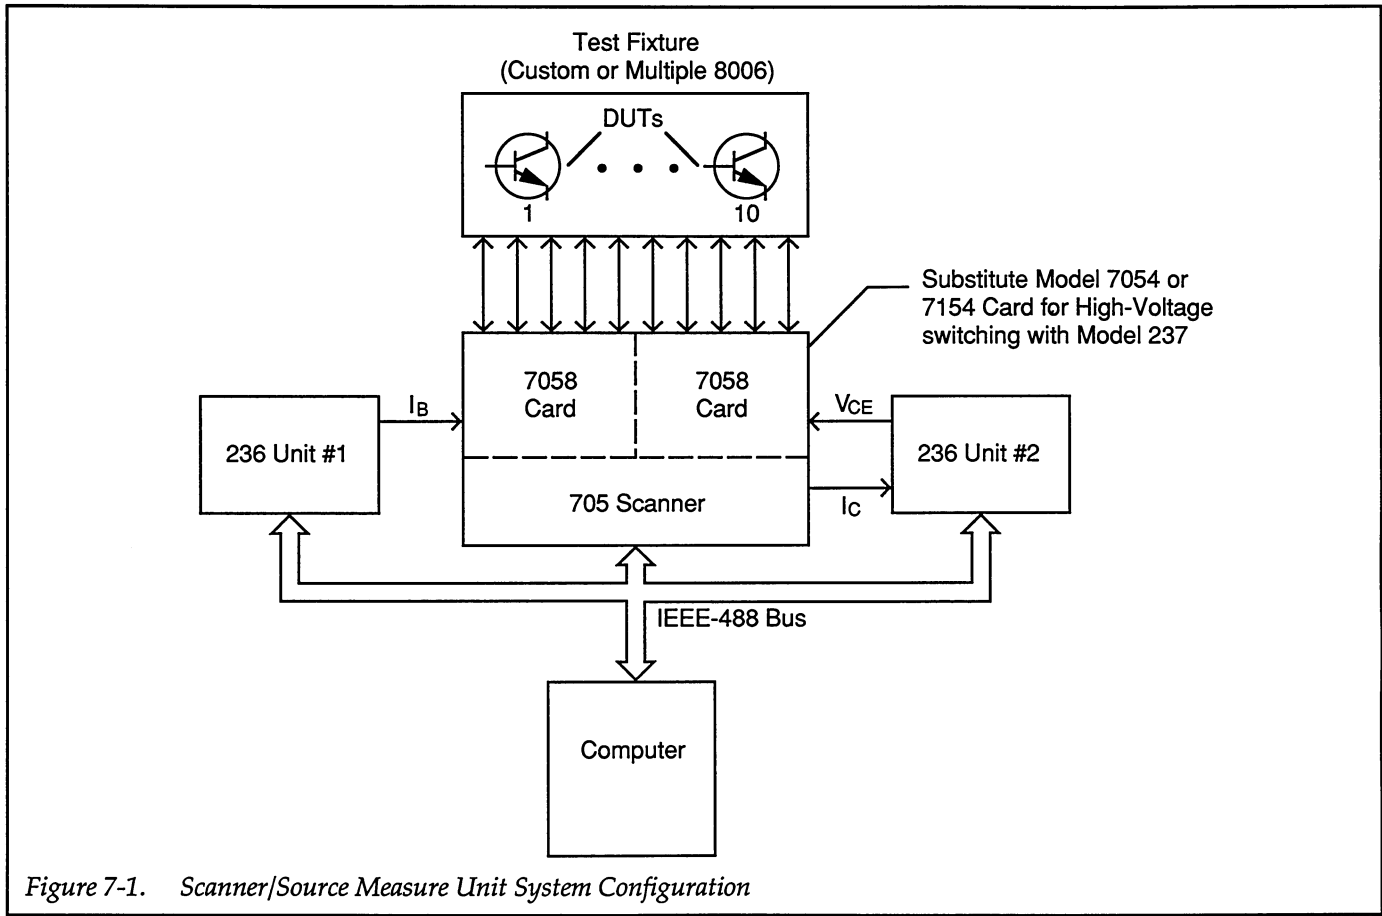 Test Fixture
(Custom or Multiple 8006)
DUTs
1
10
Substitute Model 7054 or
7154 Card for High-Voltage
switching with Model 237
7058
Card
7058
Card
IB
VCE
236 Unit #1
236 Unit #2
705 Scanner
IC
IEEE-488 Bus
Computer
Figure 7-1. Scanner/Source Measure Unit System Configuration